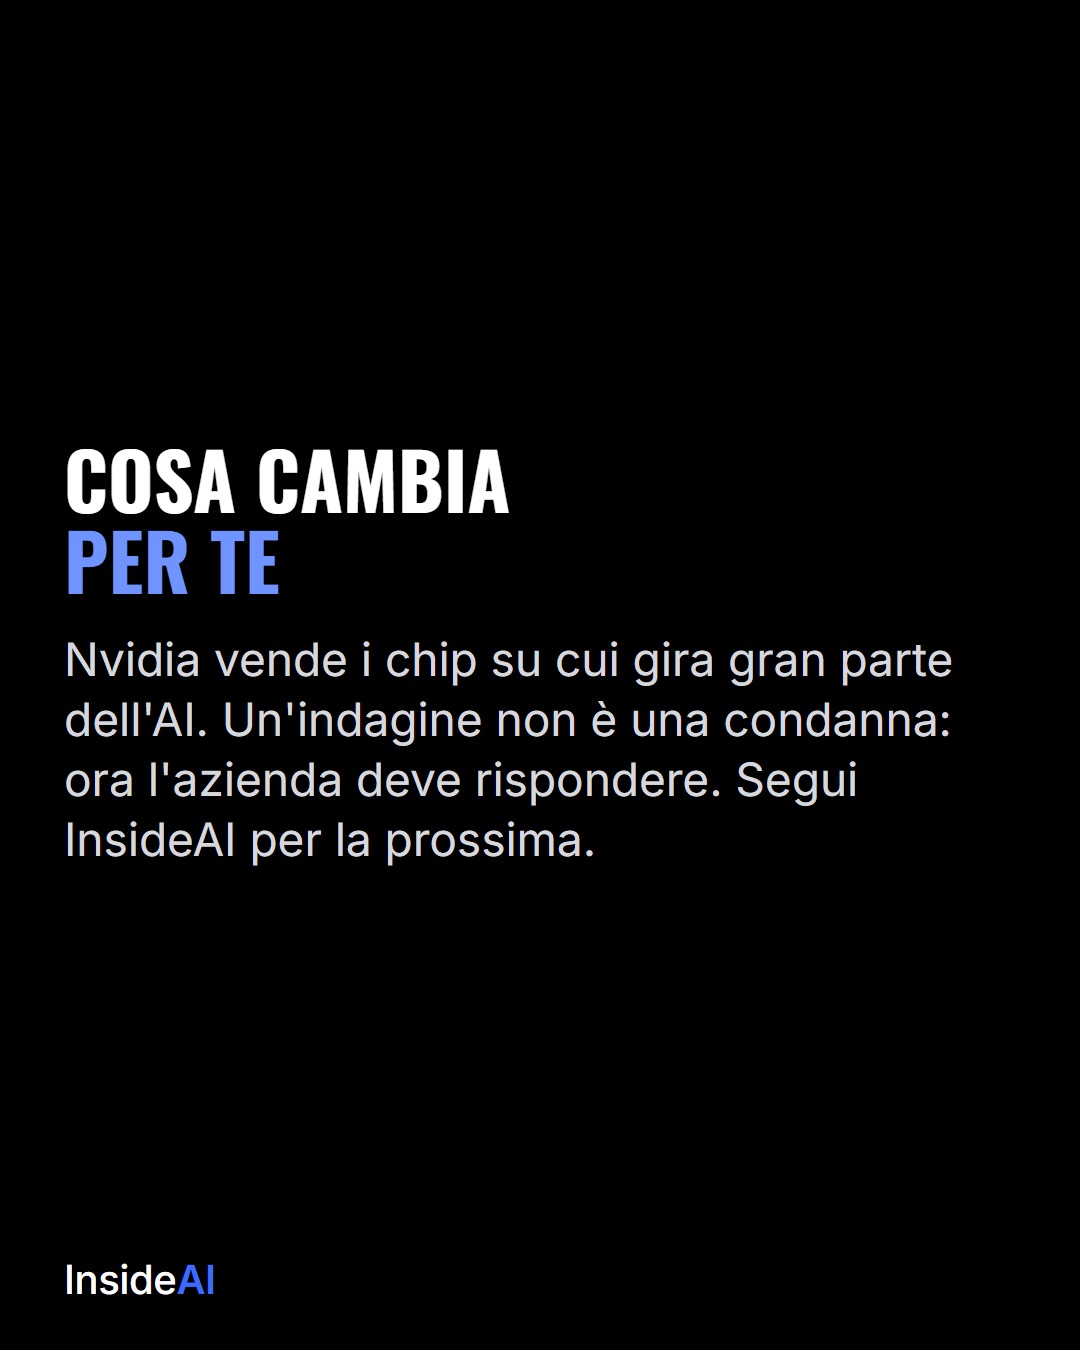 COSA CAMBIA
PER TE
Nvidia vende i chip su cui gira gran parte
dell'AI. Un'indagine non è una condanna:
ora l'azienda deve rispondere. Segui
InsideAI per la prossima.
InsideAI